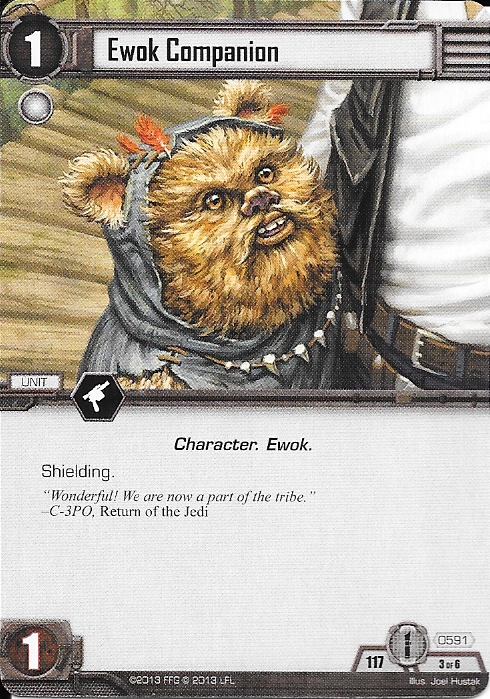 1
Ewok Companion
UNIT
Character. Ewok.
Shielding.
“Wonderful! We are now a part of the tribe.”
–C-3PO, Return of the Jedi
1
0591
117
3 OF 6
©2013 FFG © 2013 LFL
Illus. Joel Hustak